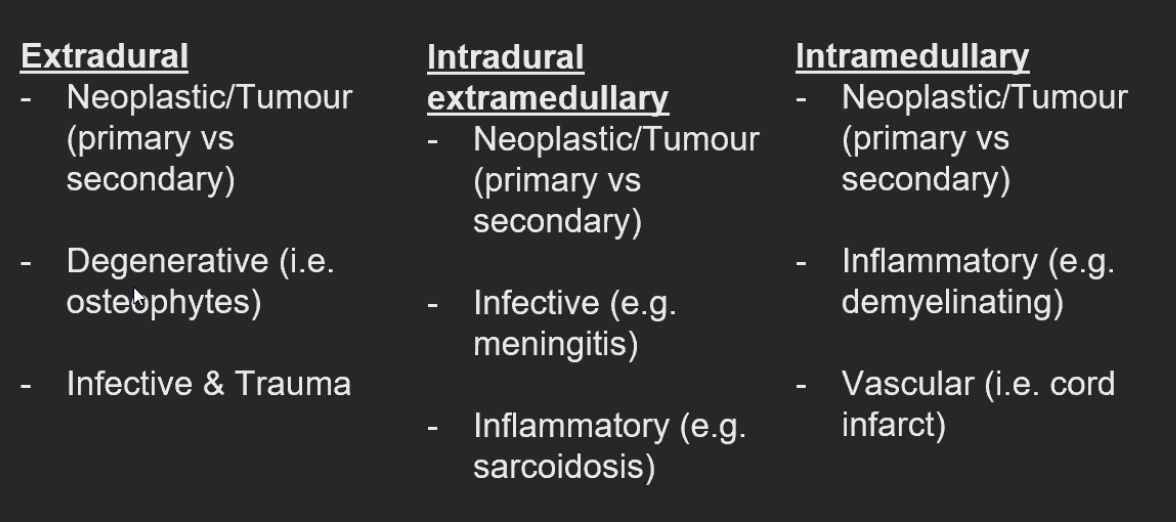 Extradural
- Neoplastic/Tumour
(primary vs
secondary)
- Degenerative (i.e.
osteophytes)
- Infective & Trauma
Intradural
extramedullary
- Neoplastic/Tumour
(primary vs
secondary)
- Infective (e.g.
meningitis)
- Inflammatory (e.g.
sarcoidosis)
Intramedullary
- Neoplastic/Tumour
(primary vs
secondary)
- Inflammatory (e.g.
demyelinating)
- Vascular (i.e. cord
infarct)